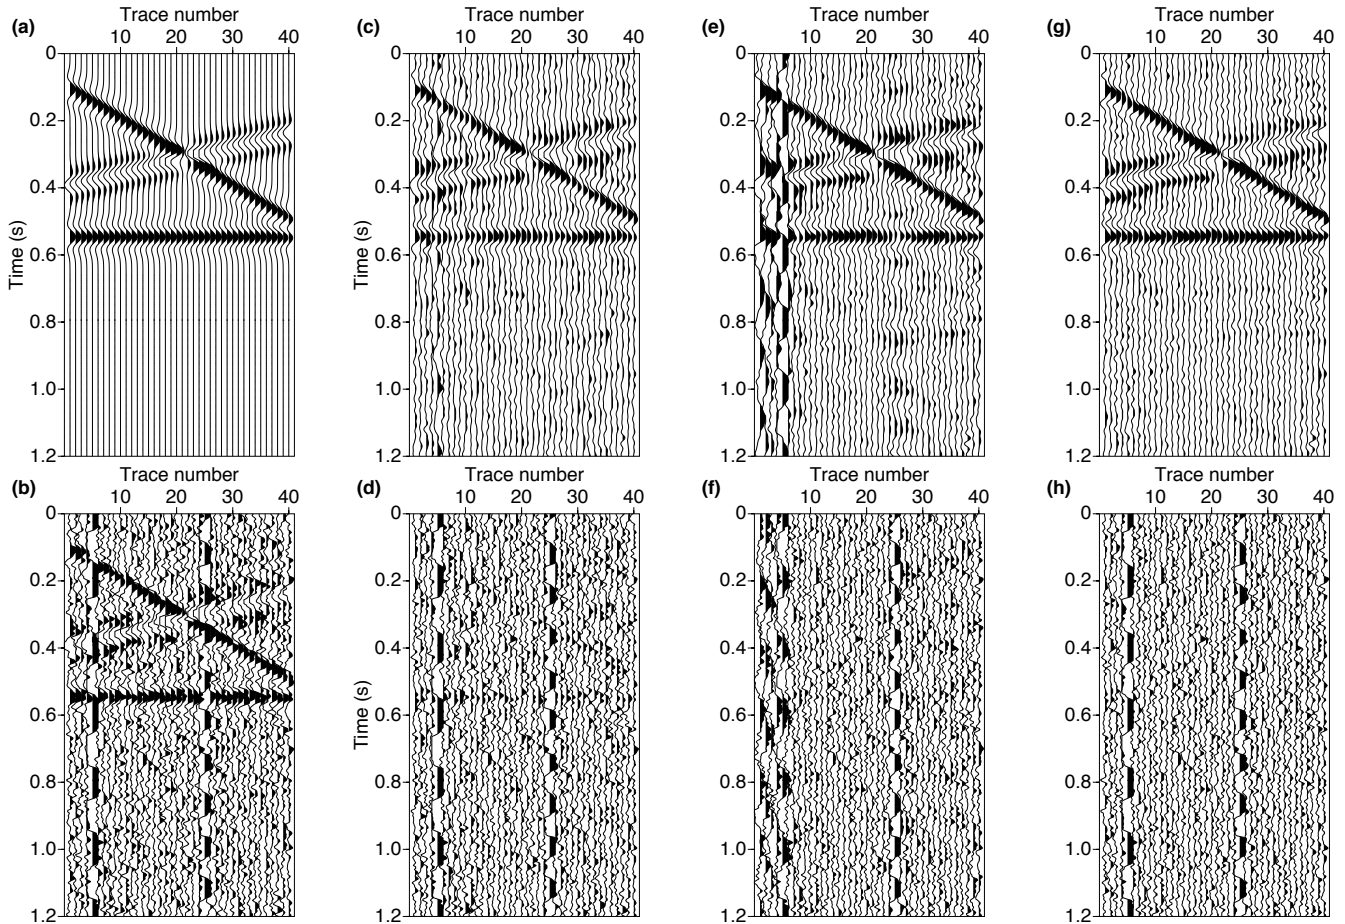 Trace number Trace number Trace number Trace number
(a) 10 20 30 40 (c) 10 20 30 40 (e) 10 20 30 40 (g) 10 20 30 40
0 0 0 0
0.2 0.2 0.2 0.2
0.4 0.4 0.4 0.4
Time (s) Time (s)
0.6 0.6 0.6 0.6
0.8 0.8 0.8 0.8
1.0 1.0 1.0 1.0
1.2 1.2 1.2 1.2
Trace number Trace number Trace number Trace number
(b) 10 20 30 40 (d) 10 20 30 40 (f) 10 20 30 40 (h) 10 20 30 40
0 0 0 0
0.2 0.2 0.2 0.2
0.4 0.4 0.4 0.4
Time (s)
0.6 0.6 0.6 0.6
0.8 0.8 0.8 0.8
1.0 1.0 1.0 1.0
1.2 1.2 1.2 1.2